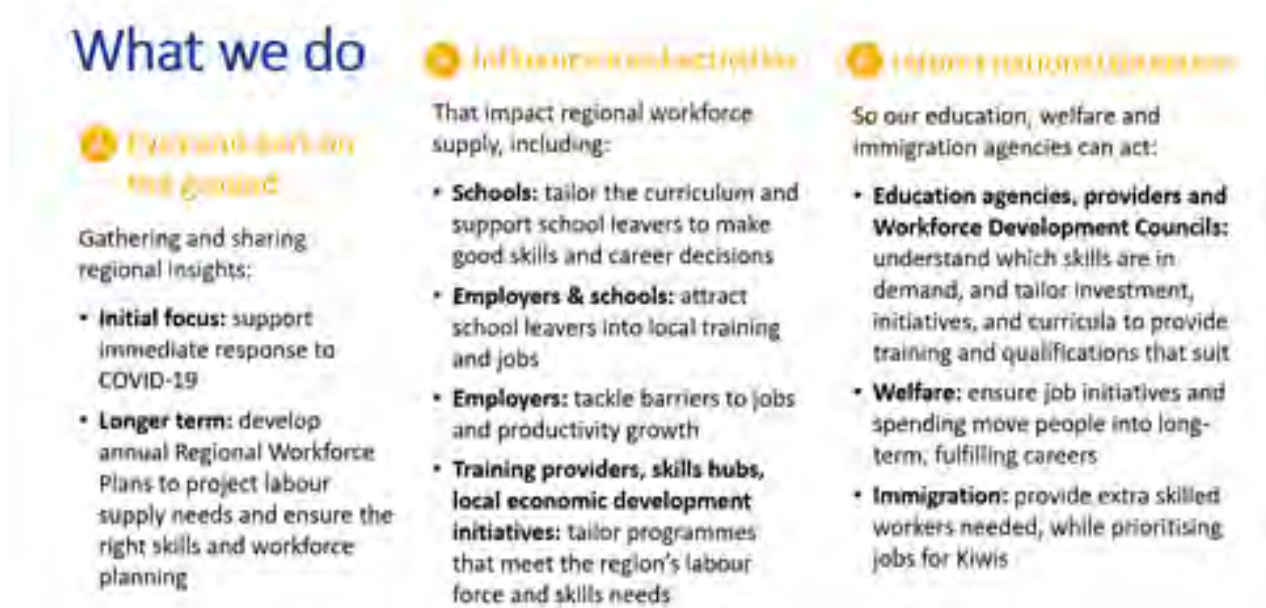 What we do
the ground
Gathering and sharing
regional insights:
• Initial focus: support
immediate response to
COVID-19
• Longer term: develop
annual Regional Workforce
Plans to project labour
supply needs and ensure the
right skills and workforce
planning
That impact regional workforce
supply, including:
• Schools: tailor the curriculum and
support school leavers to make
good skills and career decisions
• Employers & schools: attract
school leavers into local training
and jobs
• Employers: tackle barriers to jobs
and productivity growth
• Training providers, skills hubs,
local economic development
initiatives: tailor programmes
that meet the region's labour
force and skills needs
So our education, welfare and
immigration agencies can act:
• Education agencies, providers and
Workforce Development Councils:
understand which skills are in
demand, and tailor investment,
initiatives, and curricula to provide
training and qualifications that suit
• Welfare: ensure job initiatives and
spending move people into long-
term, fulfilling careers
• Immigration: provide extra skilled
workers needed, while prioritising
jobs for Kiwis